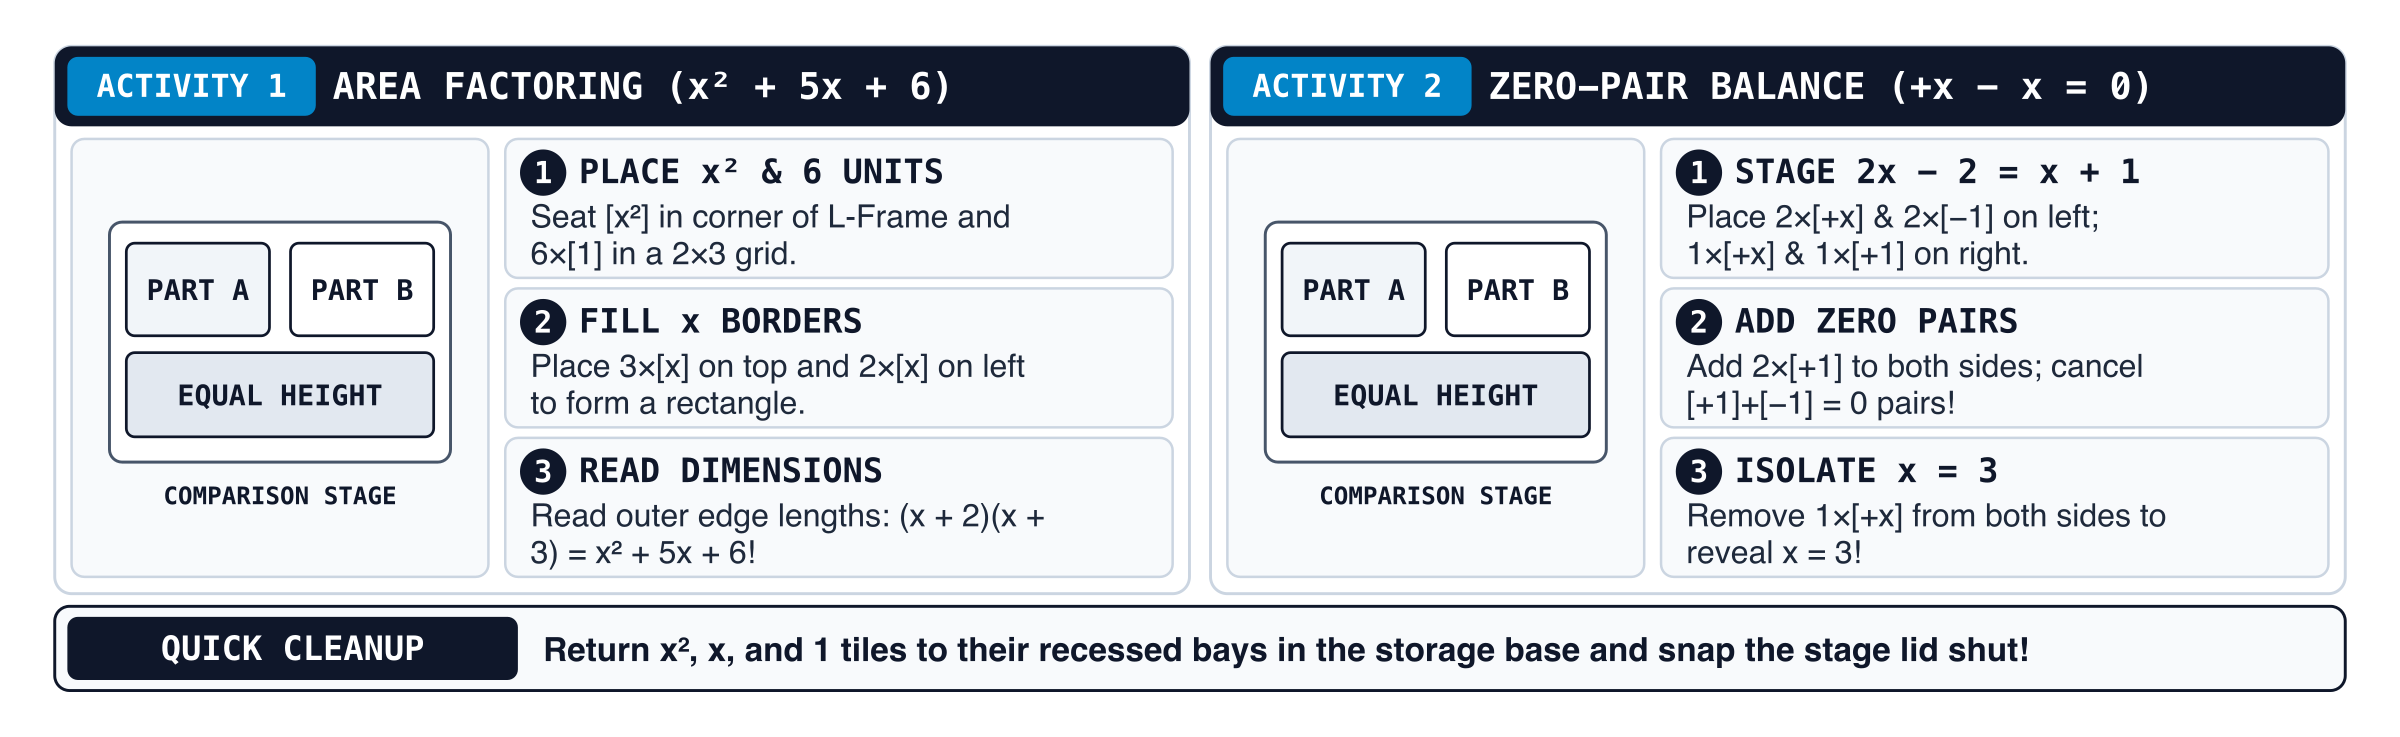 ACTIVITY 1 AREA FACTORING (x² + 5x + 6)
PART A PART B
EQUAL HEIGHT
COMPARISON STAGE
1 PLACE x² & 6 UNITS
Seat [x²] in corner of L-Frame and
6×[1] in a 2×3 grid.
2 FILL x BORDERS
Place 3×[x] on top and 2×[x] on left
to form a rectangle.
3 READ DIMENSIONS
Read outer edge lengths: (x + 2)(x +
3) = x² + 5x + 6!
ACTIVITY 2 ZERO−PAIR BALANCE (+x − x = 0)
PART A PART B
EQUAL HEIGHT
COMPARISON STAGE
1 STAGE 2x − 2 = x + 1
Place 2×[+x] & 2×[−1] on left;
1×[+x] & 1×[+1] on right.
2 ADD ZERO PAIRS
Add 2×[+1] to both sides; cancel
[+1]+[−1] = 0 pairs!
3 ISOLATE x = 3
Remove 1×[+x] from both sides to
reveal x = 3!
QUICK CLEANUP Return x², x, and 1 tiles to their recessed bays in the storage base and snap the stage lid shut!